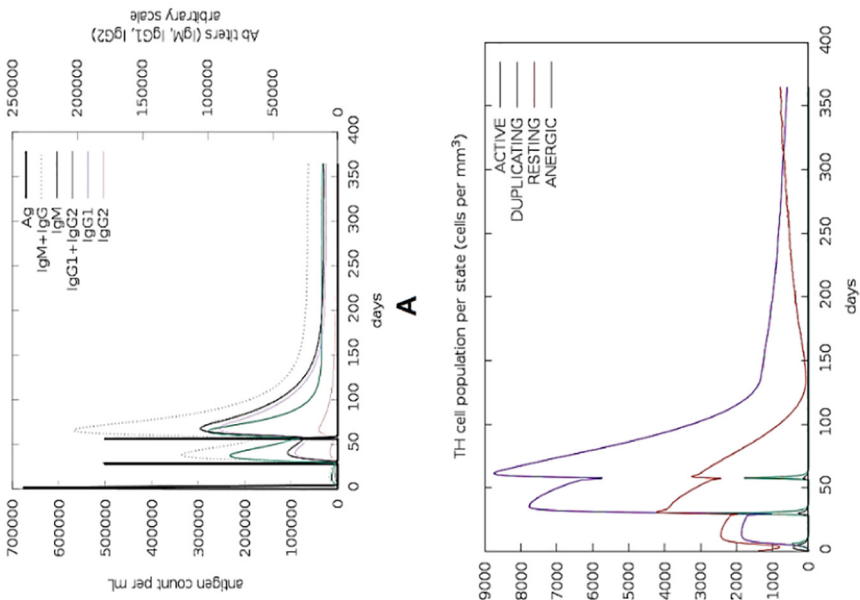 Ab titers (IgM, IgG1, IgG2)
arbitrary scale
250000
200000
150000
100000
50000
0
700000
600000
500000
400000
300000
200000
100000
0
antigen count per mL
0
50
100
150
200
250
300
350
400
days
Ag
IgM+IgG
IgM
IgG1+IgG2
IgG1
IgG2
A
TH cell population per state (cells per mm³)
9000
8000
7000
6000
5000
4000
3000
2000
1000
0
0
50
100
150
200
250
300
350
400
days
ACTIVE
DUPLICATING
RESTING
ANERGIC